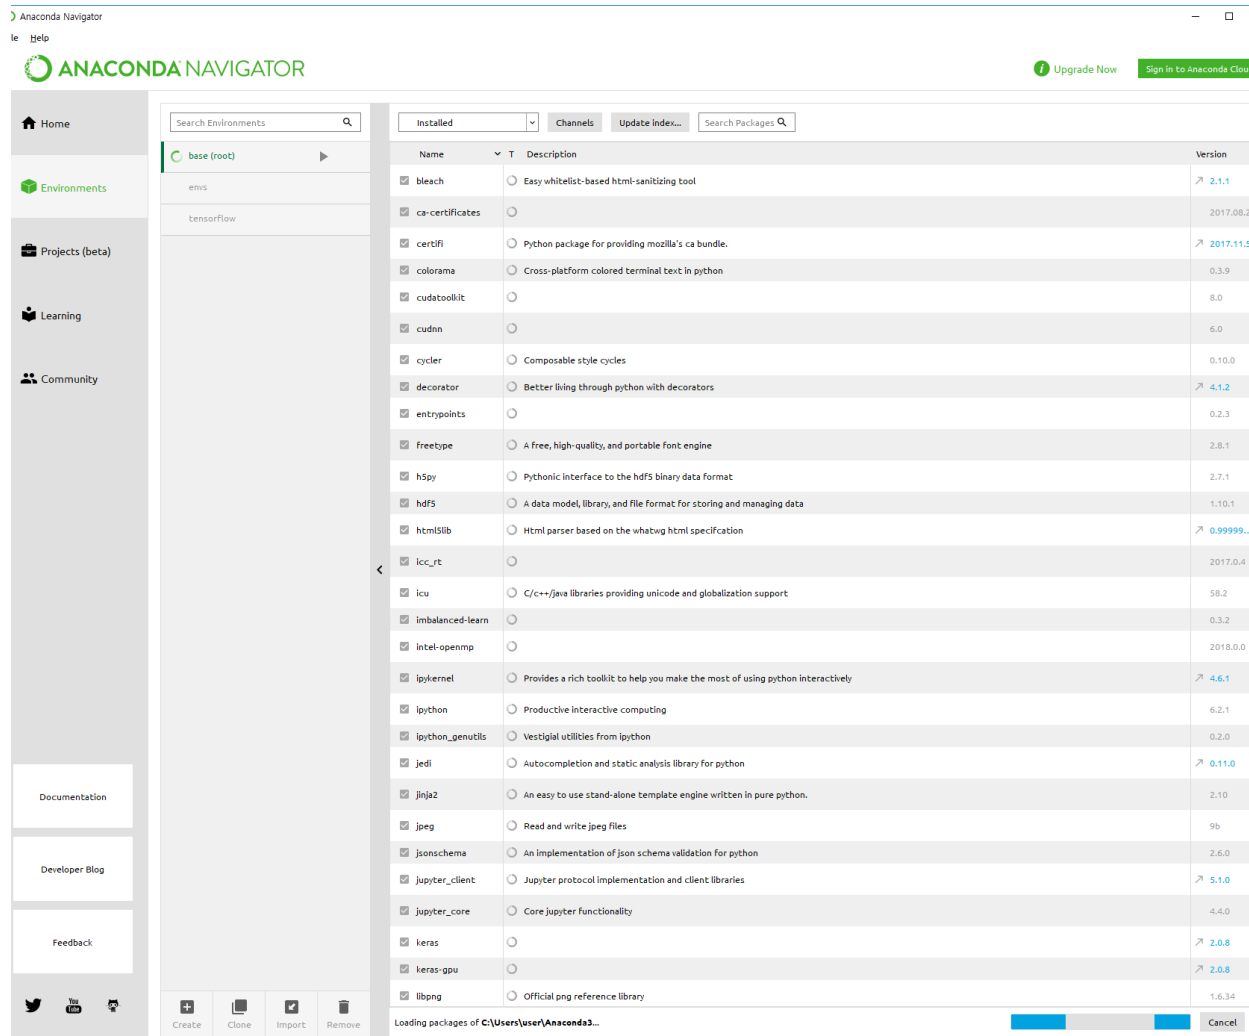 Anaconda Navigator
le Help
ANACONDA NAVIGATOR
Upgrade Now
Sign in to Anaconda Clou
Home
Environments
Projects (beta)
Learning
Community
Documentation
Developer Blog
Feedback
You Tube
Search Environments
base (root)
envs
tensorflow
Create Clone Import Remove
Installed Channels Update index... Search Packages
Name T Description Version
bleach Easy whitelist-based html-sanitizing tool 2.1.1
ca-certificates 2017.08.2
certifi Python package for providing mozilla's ca bundle. 2017.11.5
colorama Cross-platform colored terminal text in python 0.3.9
cudatoolkit 8.0
cudnn 6.0
cycler Composable style cycles 0.10.0
decorator Better living through python with decorators 4.1.2
entrypoints 0.2.3
freetype A free, high-quality, and portable font engine 2.8.1
h5py Pythonic interface to the hdf5 binary data format 2.7.1
hdf5 A data model, library, and file format for storing and managing data 1.10.1
html5lib Html parser based on the whatwg html specifcation 0.99999..
icc_rt 2017.0.4
icu C/c++/java libraries providing unicode and globalization support 58.2
imbalanced-learn 0.3.2
intel-openmp 2018.0.0
ipykernel Provides a rich toolkit to help you make the most of using python interactively 4.6.1
ipython Productive interactive computing 6.2.1
ipython_genutils Vestigial utilities from ipython 0.2.0
jedi Autocompletion and static analysis library for python 0.11.0
jinja2 An easy to use stand-alone template engine written in pure python. 2.10
jpeg Read and write jpeg files 9b
jsonschema An implementation of json schema validation for python 2.6.0
jupyter_client Jupyter protocol implementation and client libraries 5.1.0
jupyter_core Core jupyter functionality 4.4.0
keras 2.0.8
keras-gpu 2.0.8
libpng Official png reference library 1.6.34
Loading packages of C:\Users\user\Anaconda3... Cancel